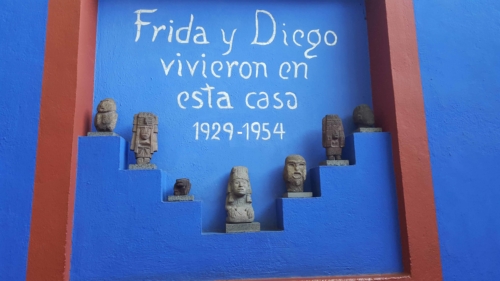 Frida y Diego
vivieron en
esta casa
1929-1954